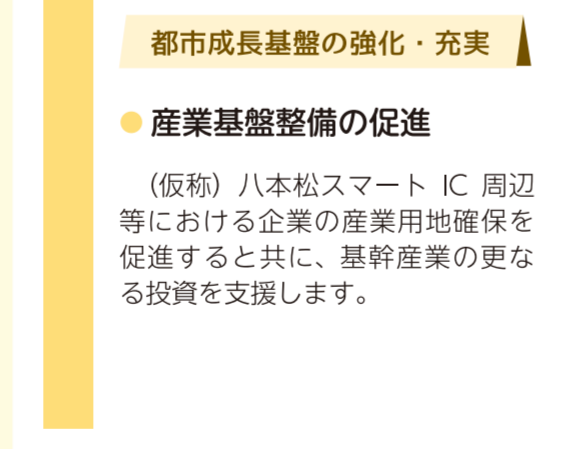 都市成長基盤の強化・充実
● 産業基盤整備の促進
（仮称）八本松スマート IC 周辺
等における企業の産業用地確保を
促進すると共に、基幹産業の更な
る投資を支援します。